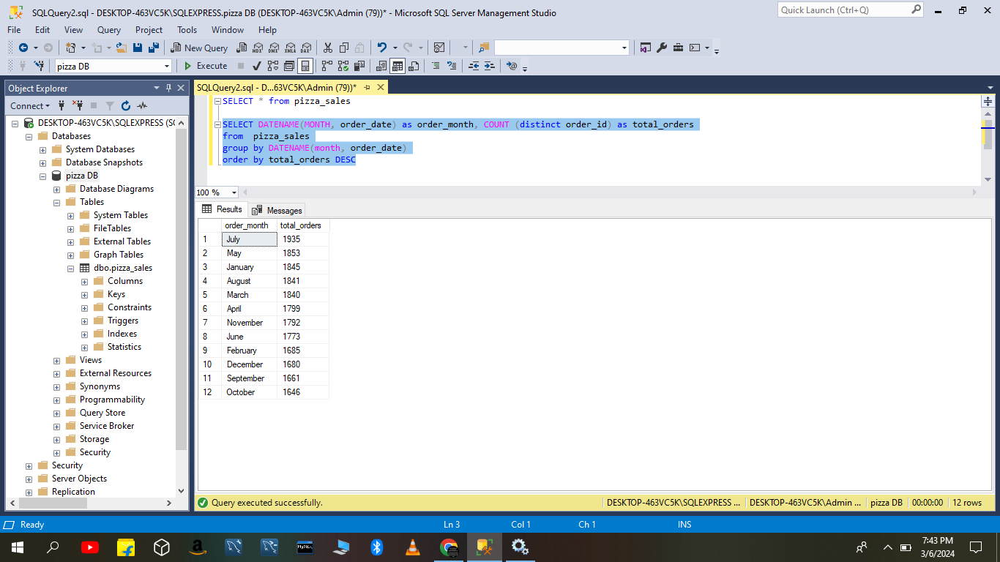 SQLQuery2.sql - DESKTOP-463VC5K\SQLEXPRESS.pizza DB (DESKTOP-463VC5K\Admin (79))* - Microsoft SQL Server Management Studio
Quick Launch (Ctrl+Q)
File Edit View Query Project Tools Window Help
New Query MDX DMX XMLA DAX
pizza DB Execute
Object Explorer
SQLQuery2.sql - D...63VC5K\Admin (79))*
Connect
DESKTOP-463VC5K\SQLEXPRESS (SQ
Databases
System Databases
Database Snapshots
pizza DB
Database Diagrams
Tables
System Tables
FileTables
External Tables
Graph Tables
dbo.pizza_sales
Columns
Keys
Constraints
Triggers
Indexes
Statistics
Views
External Resources
Synonyms
Programmability
Query Store
Service Broker
Storage
Security
Security
Server Objects
Replication
SELECT * from pizza_sales
SELECT DATENAME(MONTH, order_date) as order_month, COUNT (distinct order_id) as total_orders
from  pizza_sales
group by DATENAME(month, order_date)
order by total_orders DESC
100 %
Results Messages
order_month total_orders
1 July 1935
2 May 1853
3 January 1845
4 August 1841
5 March 1840
6 April 1799
7 November 1792
8 June 1773
9 February 1685
10 December 1680
11 September 1661
12 October 1646
Query executed successfully. DESKTOP-463VC5K\SQLEXPRESS ... DESKTOP-463VC5K\Admin ... pizza DB 00:00:00 12 rows
Ready Ln 3 Col 1 Ch 1 INS
MySQL
7:43 PM
3/6/2024